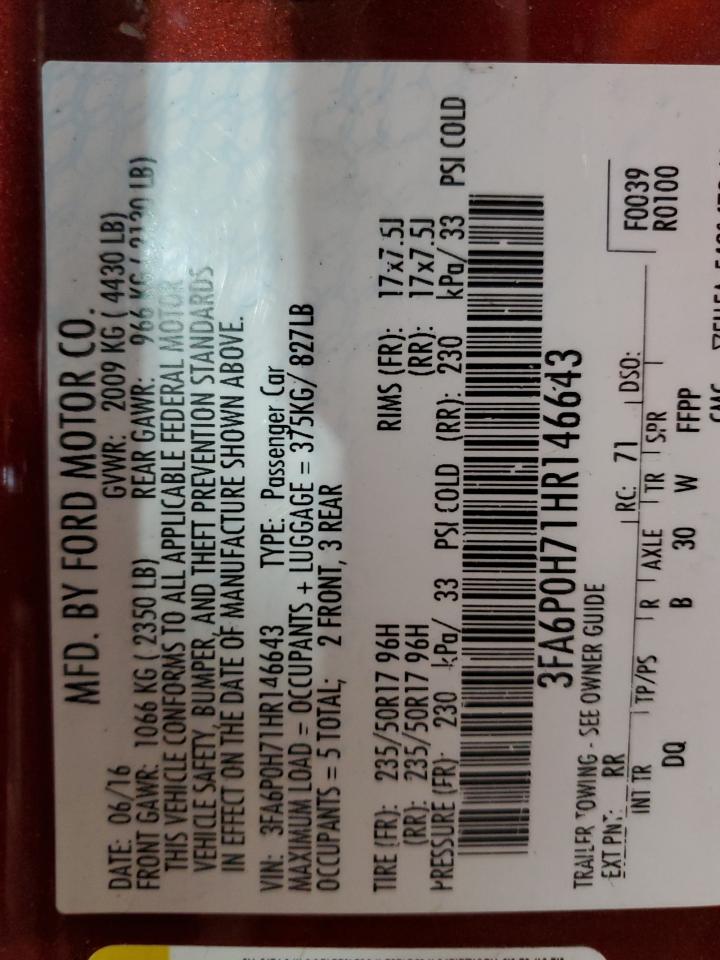 MFD. BY FORD MOTOR CO.
DATE: 06/16 GVWR: 2009 KG ( 4430 LB)
FRONT GAWR: 1066 KG ( 2350 LB) REAR GAWR: 966 KG ( 2130 LB)
THIS VEHICLE CONFORMS TO ALL APPLICABLE FEDERAL MOTOR
VEHICLE SAFETY, BUMPER, AND THEFT PREVENTION STANDARDS
IN EFFECT ON THE DATE OF MANUFACTURE SHOWN ABOVE.
VIN: 3FA6P0H71HR146643 TYPE: Passenger Car
MAXIMUM LOAD = OCCUPANTS + LUGGAGE = 375KG/ 827LB
OCCUPANTS = 5 TOTAL; 2 FRONT, 3 REAR
TIRE (FR): 235/50R17 96H RIMS (FR): 17x7.5J
(RR): 235/50R17 96H (RR): 17x7.5J
PRESSURE (FR): 230 kPa/ 33 PSI COLD (RR): 230 kPa/ 33 PSI COLD
3FA6P0H71HR146643
TRAILER TOWING - SEE OWNER GUIDE
F0039
R0100
EXT PNT: RR RC: 71 DSO:
INT TR TP/PS R AXLE TR SPR
DQ B 30 W FFPP